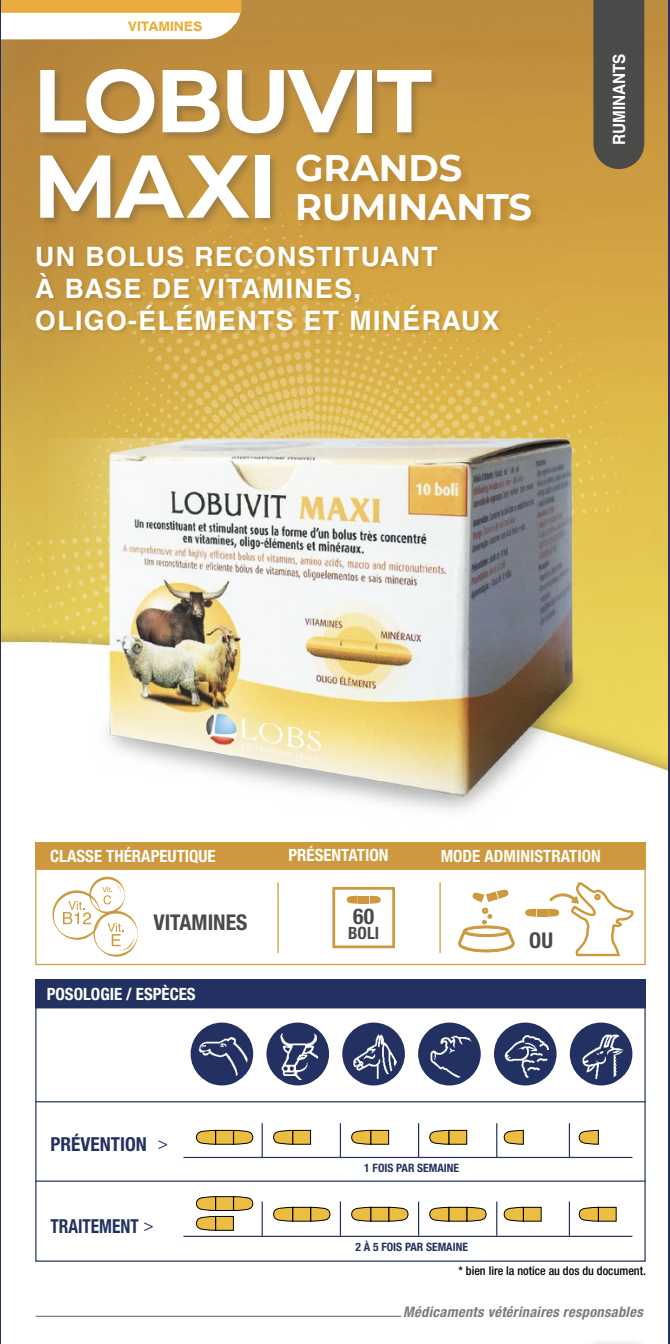 VITAMINES
RUMINANTS
LOBUVIT
MAXI GRANDS
RUMINANTS
UN BOLUS RECONSTITUANT
À BASE DE VITAMINES,
OLIGO-ÉLÉMENTS ET MINÉRAUX
International Health
10 boli
LOBUVIT MAXI
Un reconstituant et stimulant sous la forme d'un bolus très concentré
en vitamines, oligo-éléments et minéraux.
A comprehensive and highly efficient bolus of vitamins, amino acids, macro and micronutrients.
Um reconstituinte e eficiente bólus de vitaminas, oligoelementos e sais minerais
VITAMINES
MINÉRAUX
OLIGO ÉLÉMENTS
LOBS
CLASSE THÉRAPEUTIQUE
PRÉSENTATION
MODE ADMINISTRATION
Vit.
B12
Vit.
C
Vit.
E
VITAMINES
60
BOLI
OU
POSOLOGIE / ESPÈCES
PRÉVENTION >
1 FOIS PAR SEMAINE
TRAITEMENT >
2 À 5 FOIS PAR SEMAINE
* bien lire la notice au dos du document.
Médicaments vétérinaires responsables